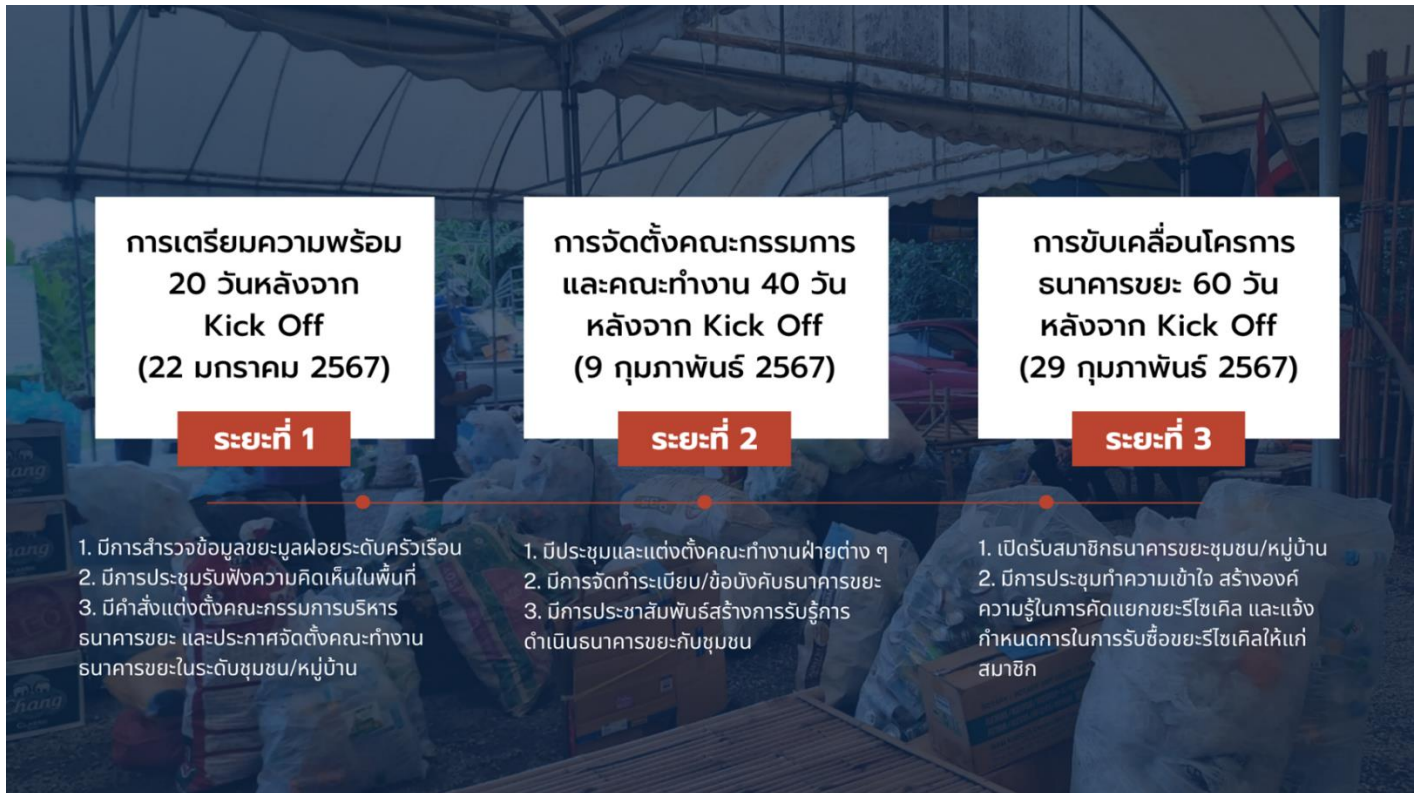 การเตรียมความพร้อม
20 วันหลังจาก
Kick Off
(22 มกราคม 2567)
ระยะที่ 1
1. มีการสำรวจข้อมูลขยะมูลฝอยระดับครัวเรือน
2. มีการประชุมรับฟังความคิดเห็นในพื้นที่
3. มีคำสั่งแต่งตั้งคณะกรรมการบริหาร
ธนาคารขยะ และประกาศจัดตั้งคณะทำงาน
ธนาคารขยะในระดับชุมชน/หมู่บ้าน
การจัดตั้งคณะกรรมการ
และคณะทำงาน 40 วัน
หลังจาก Kick Off
(9 กุมภาพันธ์ 2567)
ระยะที่ 2
1. มีประชุมและแต่งตั้งคณะทำงานฝ่ายต่าง ๆ
2. มีการจัดทำระเบียบ/ข้อบังคับธนาคารขยะ
3. มีการประชาสัมพันธ์สร้างการรับรู้การ
ดำเนินธนาคารขยะกับชุมชน
การขับเคลื่อนโครการ
ธนาคารขยะ 60 วัน
หลังจาก Kick Off
(29 กุมภาพันธ์ 2567)
ระยะที่ 3
1. เปิดรับสมาชิกธนาคารขยะชุมชน/หมู่บ้าน
2. มีการประชุมทำความเข้าใจ สร้างองค์
ความรู้ในการคัดแยกขยะรีไซเคิล และแจ้ง
กำหนดการในการรับซื้อขยะรีไซเคิลให้แก่
สมาชิก
Chang